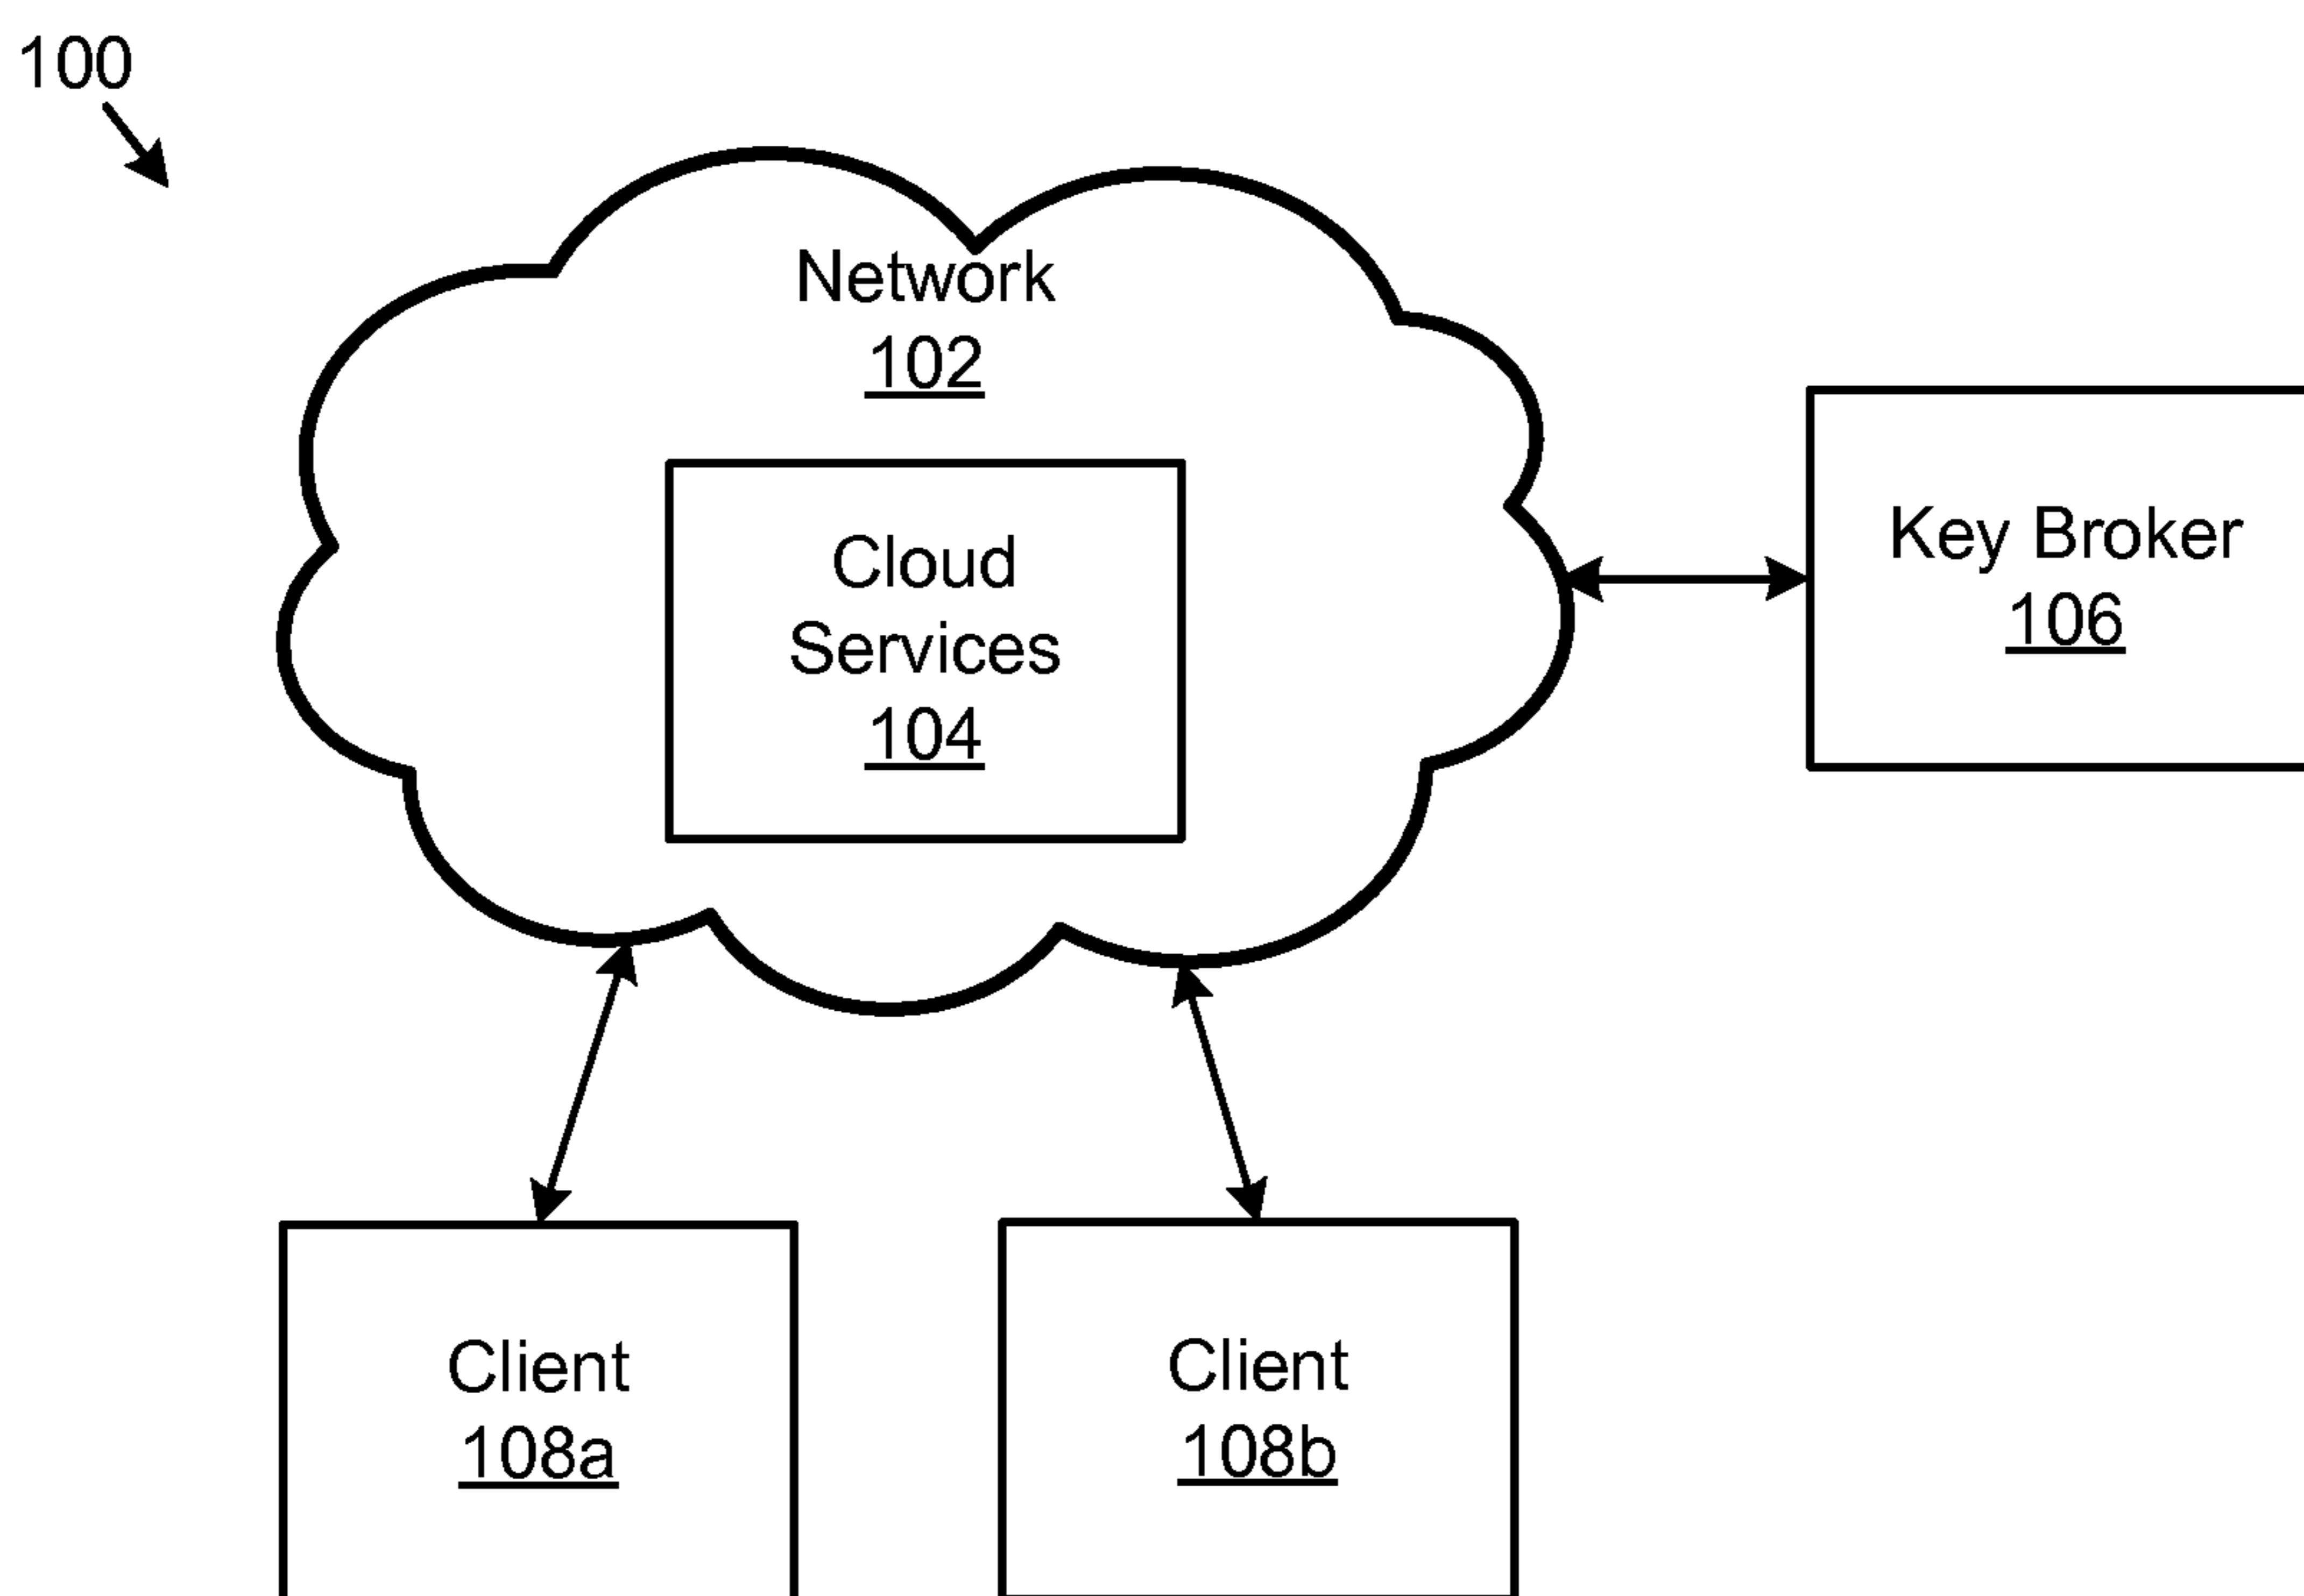 100
Network
102
Cloud
Services
104
Key Broker
106
Client
108a
Client
108b